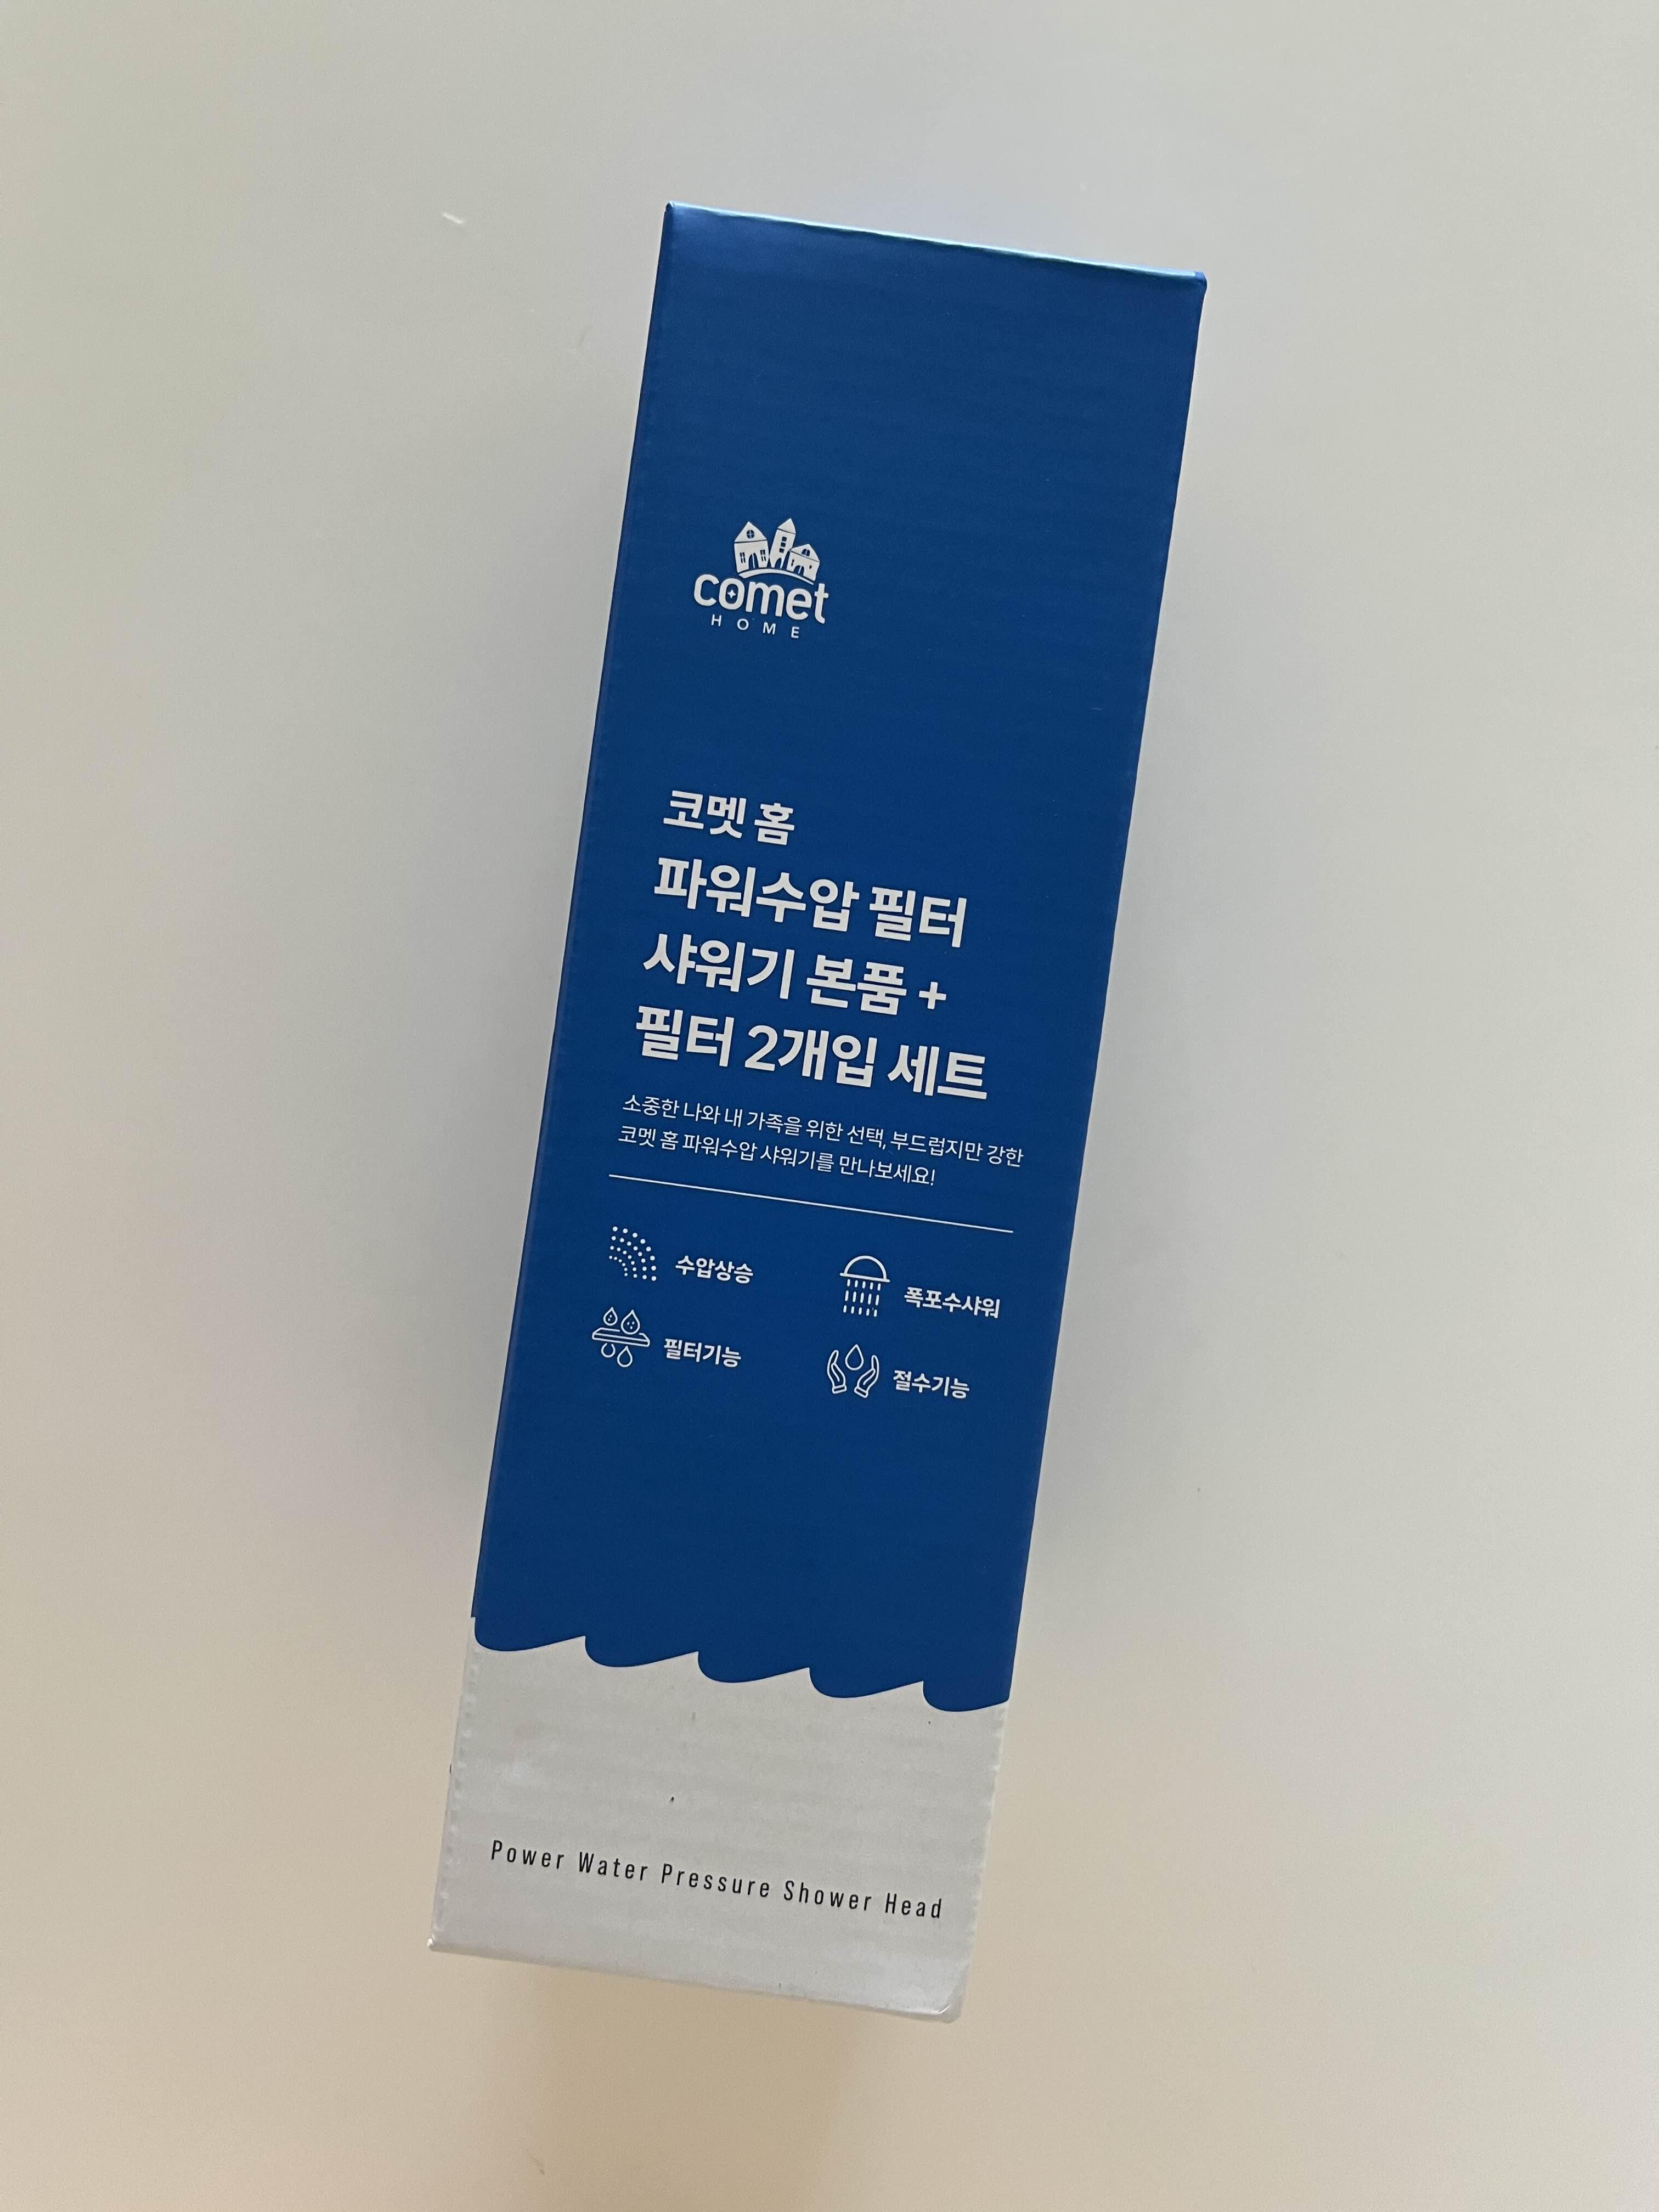 comet
HOME
코멧 홈
파워수압 필터
샤워기 본품 +
필터 2개입 세트
소중한 나와 내 가족을 위한 선택, 부드럽지만 강한
코멧 홈 파워수압 샤워기를 만나보세요!
수압상승
폭포수샤워
필터기능
절수기능
Power Water Pressure Shower Head